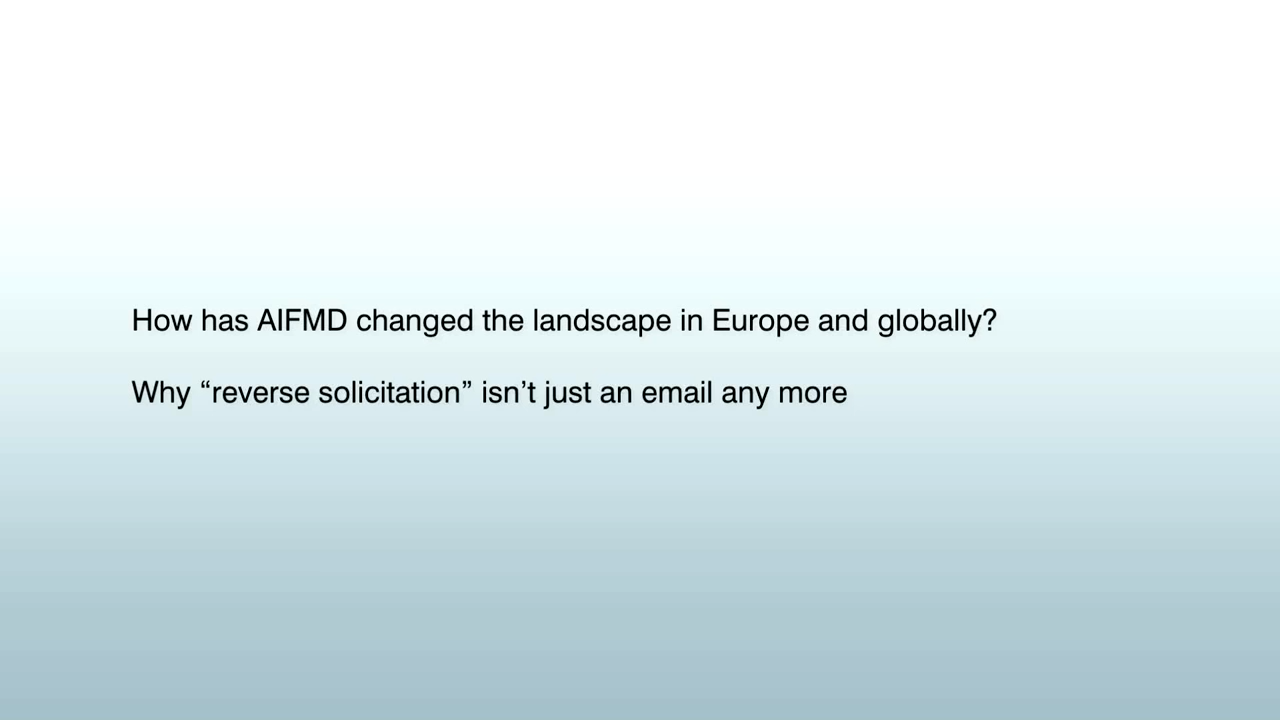 How has AIFMD changed the landscape in Europe and globally?
Why “reverse solicitation” isn’t just an email any more